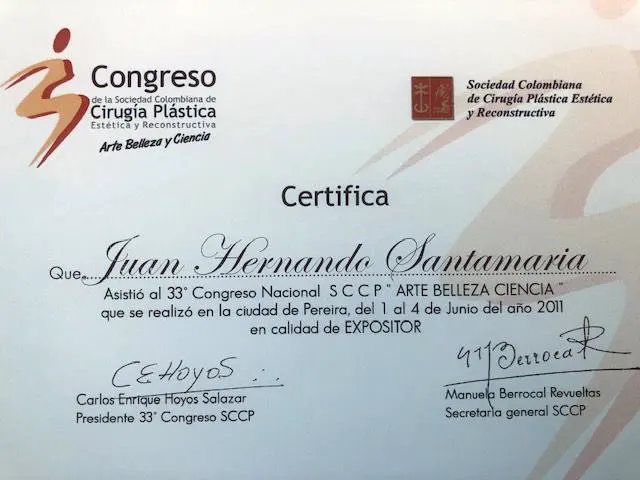 Congreso
de la Sociedad Colombiana de
Cirugía Plástica
Estética y Reconstructiva
Arte Belleza y Ciencia
Sociedad Colombiana
de Cirugía Plástica Estética
y Reconstructiva
Certifica
Que. Juan Hernando Santamaria
Asistió al 33° Congreso Nacional S C C P " ARTE BELLEZA CIENCIA "
que se realizó en la ciudad de Pereira, del 1 al 4 de Junio del año 2011
en calidad de EXPOSITOR
CEHoyos
Carlos Enrique Hoyos Salazar
Presidente 33° Congreso SCCP
MBerrocal R
Manuela Berrocal Revueltas
Secretaría general SCCP